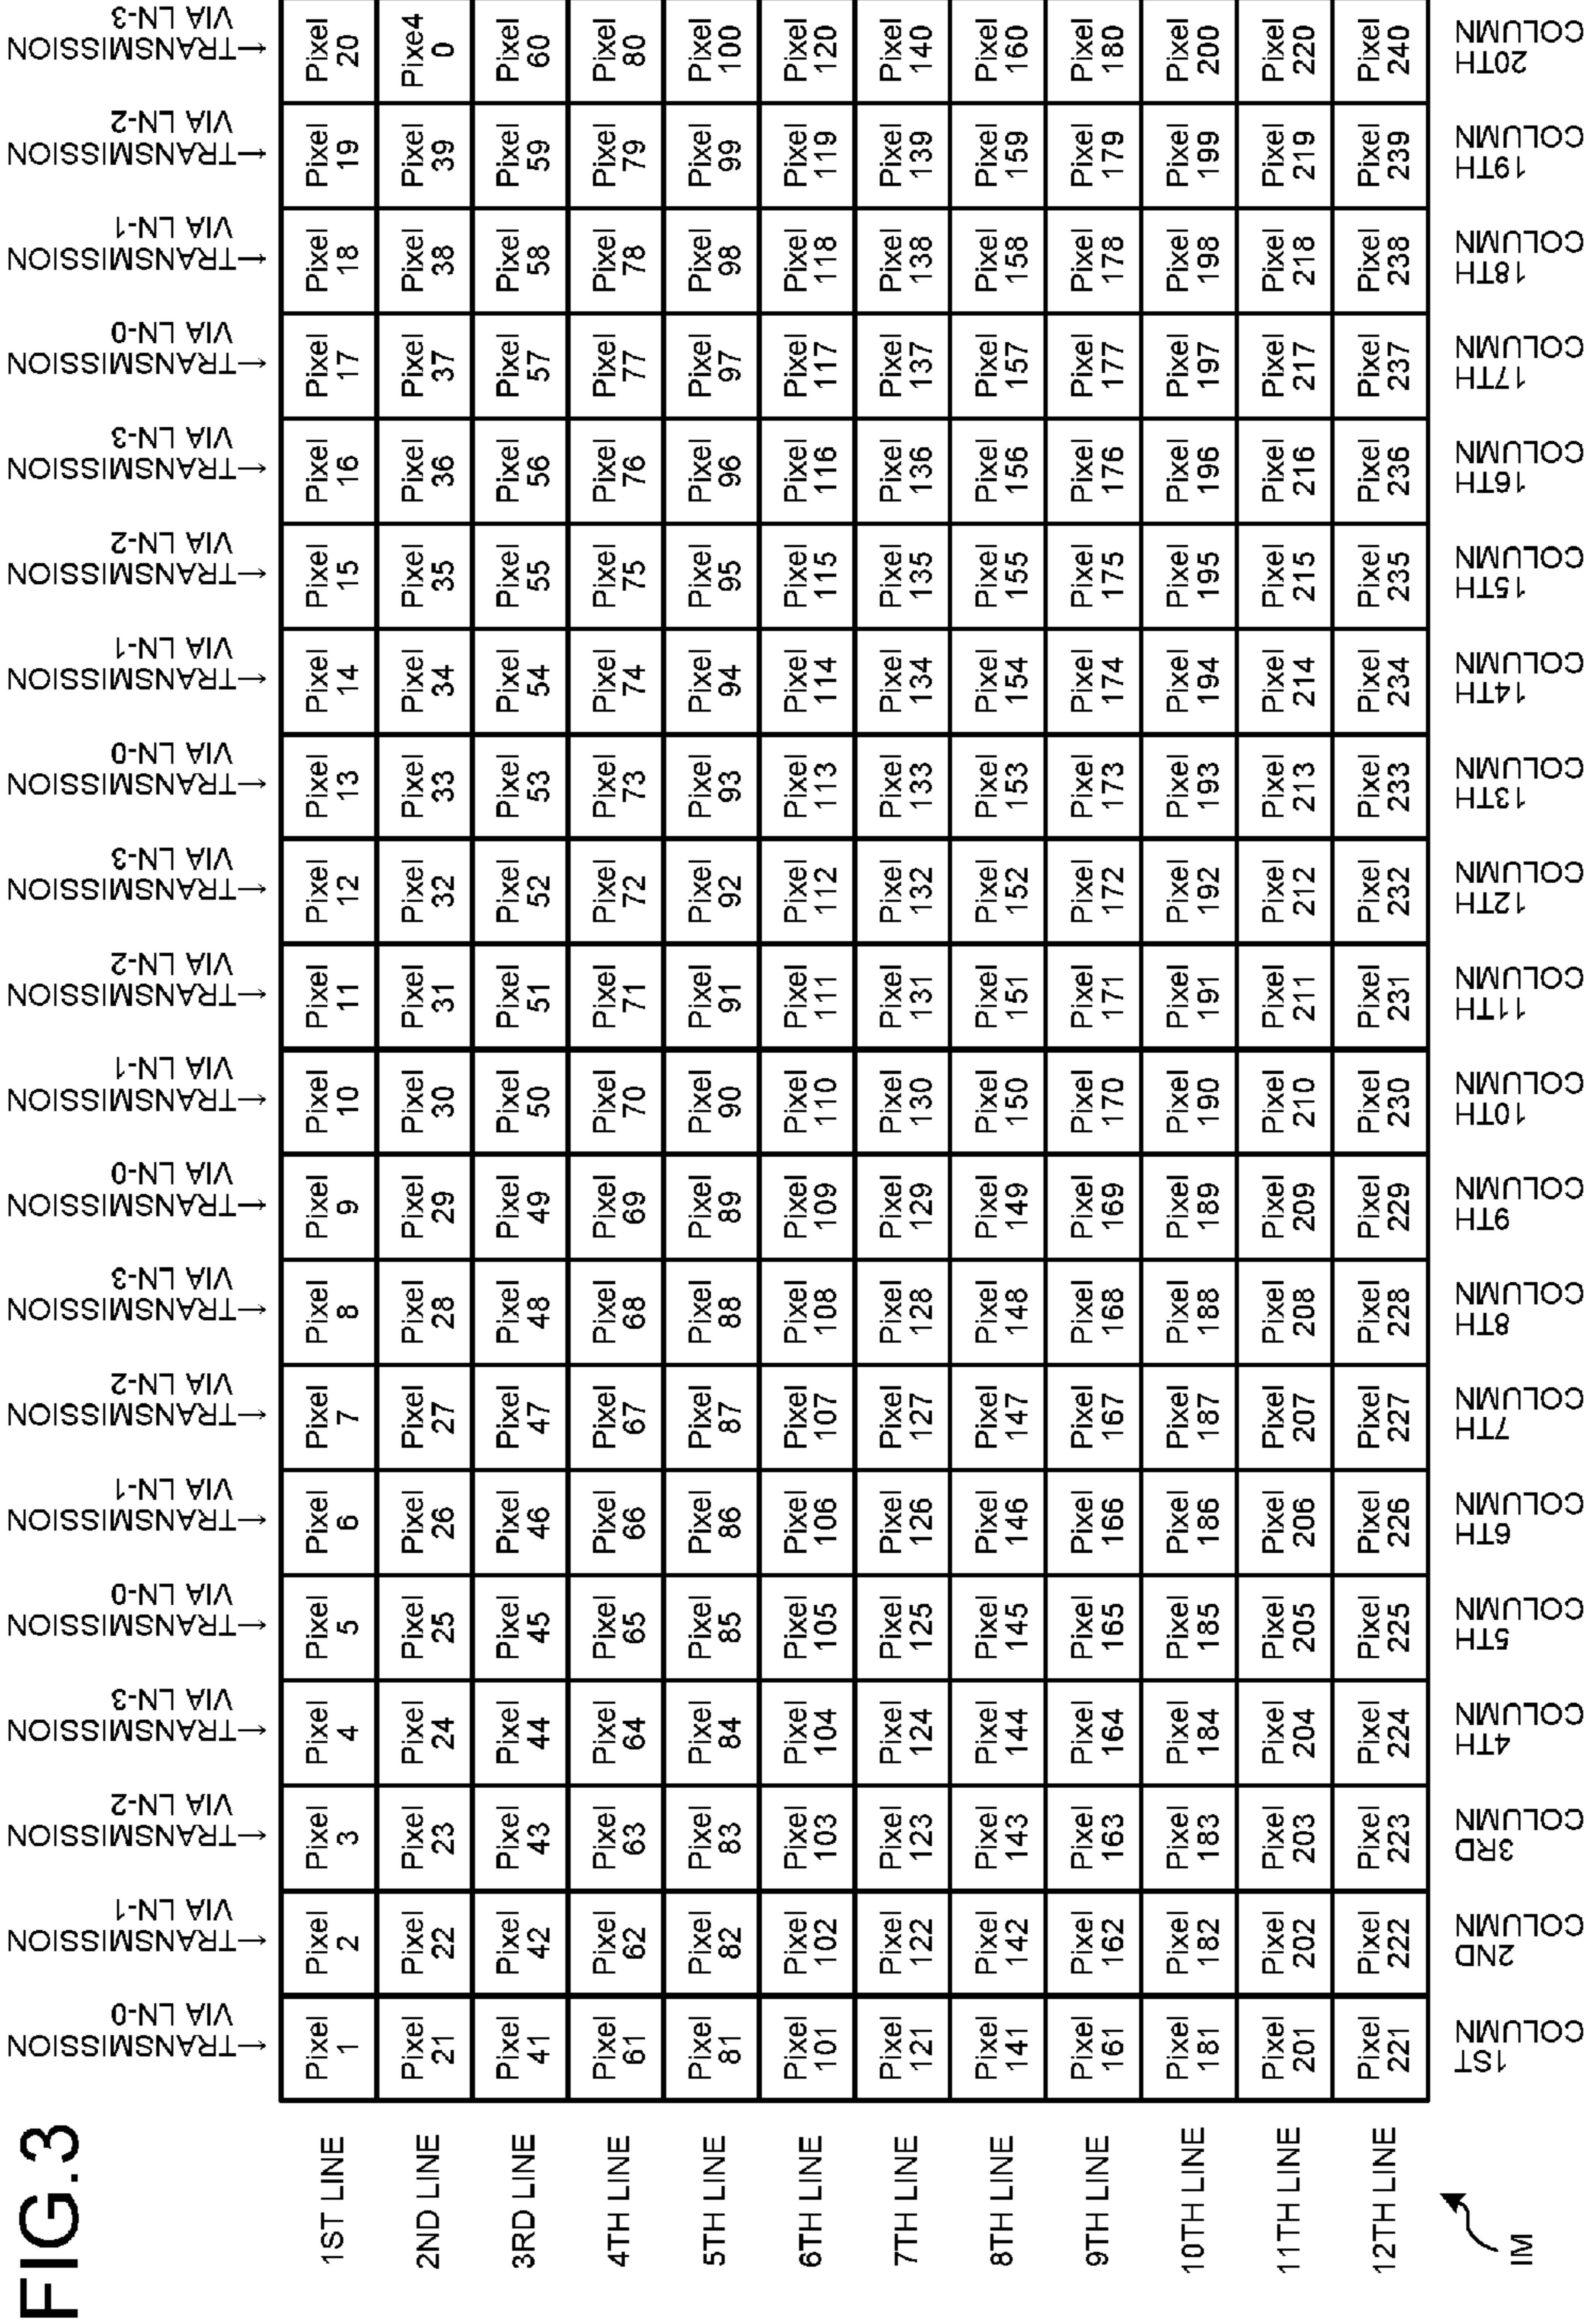 FIG.3
←TRANSMISSION VIA LN-0 ←TRANSMISSION VIA LN-1 ←TRANSMISSION VIA LN-2 ←TRANSMISSION VIA LN-3 ←TRANSMISSION VIA LN-0 ←TRANSMISSION VIA LN-1 ←TRANSMISSION VIA LN-2 ←TRANSMISSION VIA LN-3 ←TRANSMISSION VIA LN-0 ←TRANSMISSION VIA LN-1 ←TRANSMISSION VIA LN-2 ←TRANSMISSION VIA LN-3 ←TRANSMISSION VIA LN-0 ←TRANSMISSION VIA LN-1 ←TRANSMISSION VIA LN-2 ←TRANSMISSION VIA LN-3 ←TRANSMISSION VIA LN-0 ←TRANSMISSION VIA LN-1 ←TRANSMISSION VIA LN-2 ←TRANSMISSION VIA LN-3
1ST LINE Pixel 1 Pixel 2 Pixel 3 Pixel 4 Pixel 5 Pixel 6 Pixel 7 Pixel 8 Pixel 9 Pixel 10 Pixel 11 Pixel 12 Pixel 13 Pixel 14 Pixel 15 Pixel 16 Pixel 17 Pixel 18 Pixel 19 Pixel 20
2ND LINE Pixel 21 Pixel 22 Pixel 23 Pixel 24 Pixel 25 Pixel 26 Pixel 27 Pixel 28 Pixel 29 Pixel 30 Pixel 31 Pixel 32 Pixel 33 Pixel 34 Pixel 35 Pixel 36 Pixel 37 Pixel 38 Pixel 39 Pixe4 0
3RD LINE Pixel 41 Pixel 42 Pixel 43 Pixel 44 Pixel 45 Pixel 46 Pixel 47 Pixel 48 Pixel 49 Pixel 50 Pixel 51 Pixel 52 Pixel 53 Pixel 54 Pixel 55 Pixel 56 Pixel 57 Pixel 58 Pixel 59 Pixel 60
4TH LINE Pixel 61 Pixel 62 Pixel 63 Pixel 64 Pixel 65 Pixel 66 Pixel 67 Pixel 68 Pixel 69 Pixel 70 Pixel 71 Pixel 72 Pixel 73 Pixel 74 Pixel 75 Pixel 76 Pixel 77 Pixel 78 Pixel 79 Pixel 80
5TH LINE Pixel 81 Pixel 82 Pixel 83 Pixel 84 Pixel 85 Pixel 86 Pixel 87 Pixel 88 Pixel 89 Pixel 90 Pixel 91 Pixel 92 Pixel 93 Pixel 94 Pixel 95 Pixel 96 Pixel 97 Pixel 98 Pixel 99 Pixel 100
6TH LINE Pixel 101 Pixel 102 Pixel 103 Pixel 104 Pixel 105 Pixel 106 Pixel 107 Pixel 108 Pixel 109 Pixel 110 Pixel 111 Pixel 112 Pixel 113 Pixel 114 Pixel 115 Pixel 116 Pixel 117 Pixel 118 Pixel 119 Pixel 120
7TH LINE Pixel 121 Pixel 122 Pixel 123 Pixel 124 Pixel 125 Pixel 126 Pixel 127 Pixel 128 Pixel 129 Pixel 130 Pixel 131 Pixel 132 Pixel 133 Pixel 134 Pixel 135 Pixel 136 Pixel 137 Pixel 138 Pixel 139 Pixel 140
8TH LINE Pixel 141 Pixel 142 Pixel 143 Pixel 144 Pixel 145 Pixel 146 Pixel 147 Pixel 148 Pixel 149 Pixel 150 Pixel 151 Pixel 152 Pixel 153 Pixel 154 Pixel 155 Pixel 156 Pixel 157 Pixel 158 Pixel 159 Pixel 160
9TH LINE Pixel 161 Pixel 162 Pixel 163 Pixel 164 Pixel 165 Pixel 166 Pixel 167 Pixel 168 Pixel 169 Pixel 170 Pixel 171 Pixel 172 Pixel 173 Pixel 174 Pixel 175 Pixel 176 Pixel 177 Pixel 178 Pixel 179 Pixel 180
10TH LINE Pixel 181 Pixel 182 Pixel 183 Pixel 184 Pixel 185 Pixel 186 Pixel 187 Pixel 188 Pixel 189 Pixel 190 Pixel 191 Pixel 192 Pixel 193 Pixel 194 Pixel 195 Pixel 196 Pixel 197 Pixel 198 Pixel 199 Pixel 200
11TH LINE Pixel 201 Pixel 202 Pixel 203 Pixel 204 Pixel 205 Pixel 206 Pixel 207 Pixel 208 Pixel 209 Pixel 210 Pixel 211 Pixel 212 Pixel 213 Pixel 214 Pixel 215 Pixel 216 Pixel 217 Pixel 218 Pixel 219 Pixel 220
12TH LINE Pixel 221 Pixel 222 Pixel 223 Pixel 224 Pixel 225 Pixel 226 Pixel 227 Pixel 228 Pixel 229 Pixel 230 Pixel 231 Pixel 232 Pixel 233 Pixel 234 Pixel 235 Pixel 236 Pixel 237 Pixel 238 Pixel 239 Pixel 240
1ST COLUMN 2ND COLUMN 3RD COLUMN 4TH COLUMN 5TH COLUMN 6TH COLUMN 7TH COLUMN 8TH COLUMN 9TH COLUMN 10TH COLUMN 11TH COLUMN 12TH COLUMN 13TH COLUMN 14TH COLUMN 15TH COLUMN 16TH COLUMN 17TH COLUMN 18TH COLUMN 19TH COLUMN 20TH COLUMN
IM